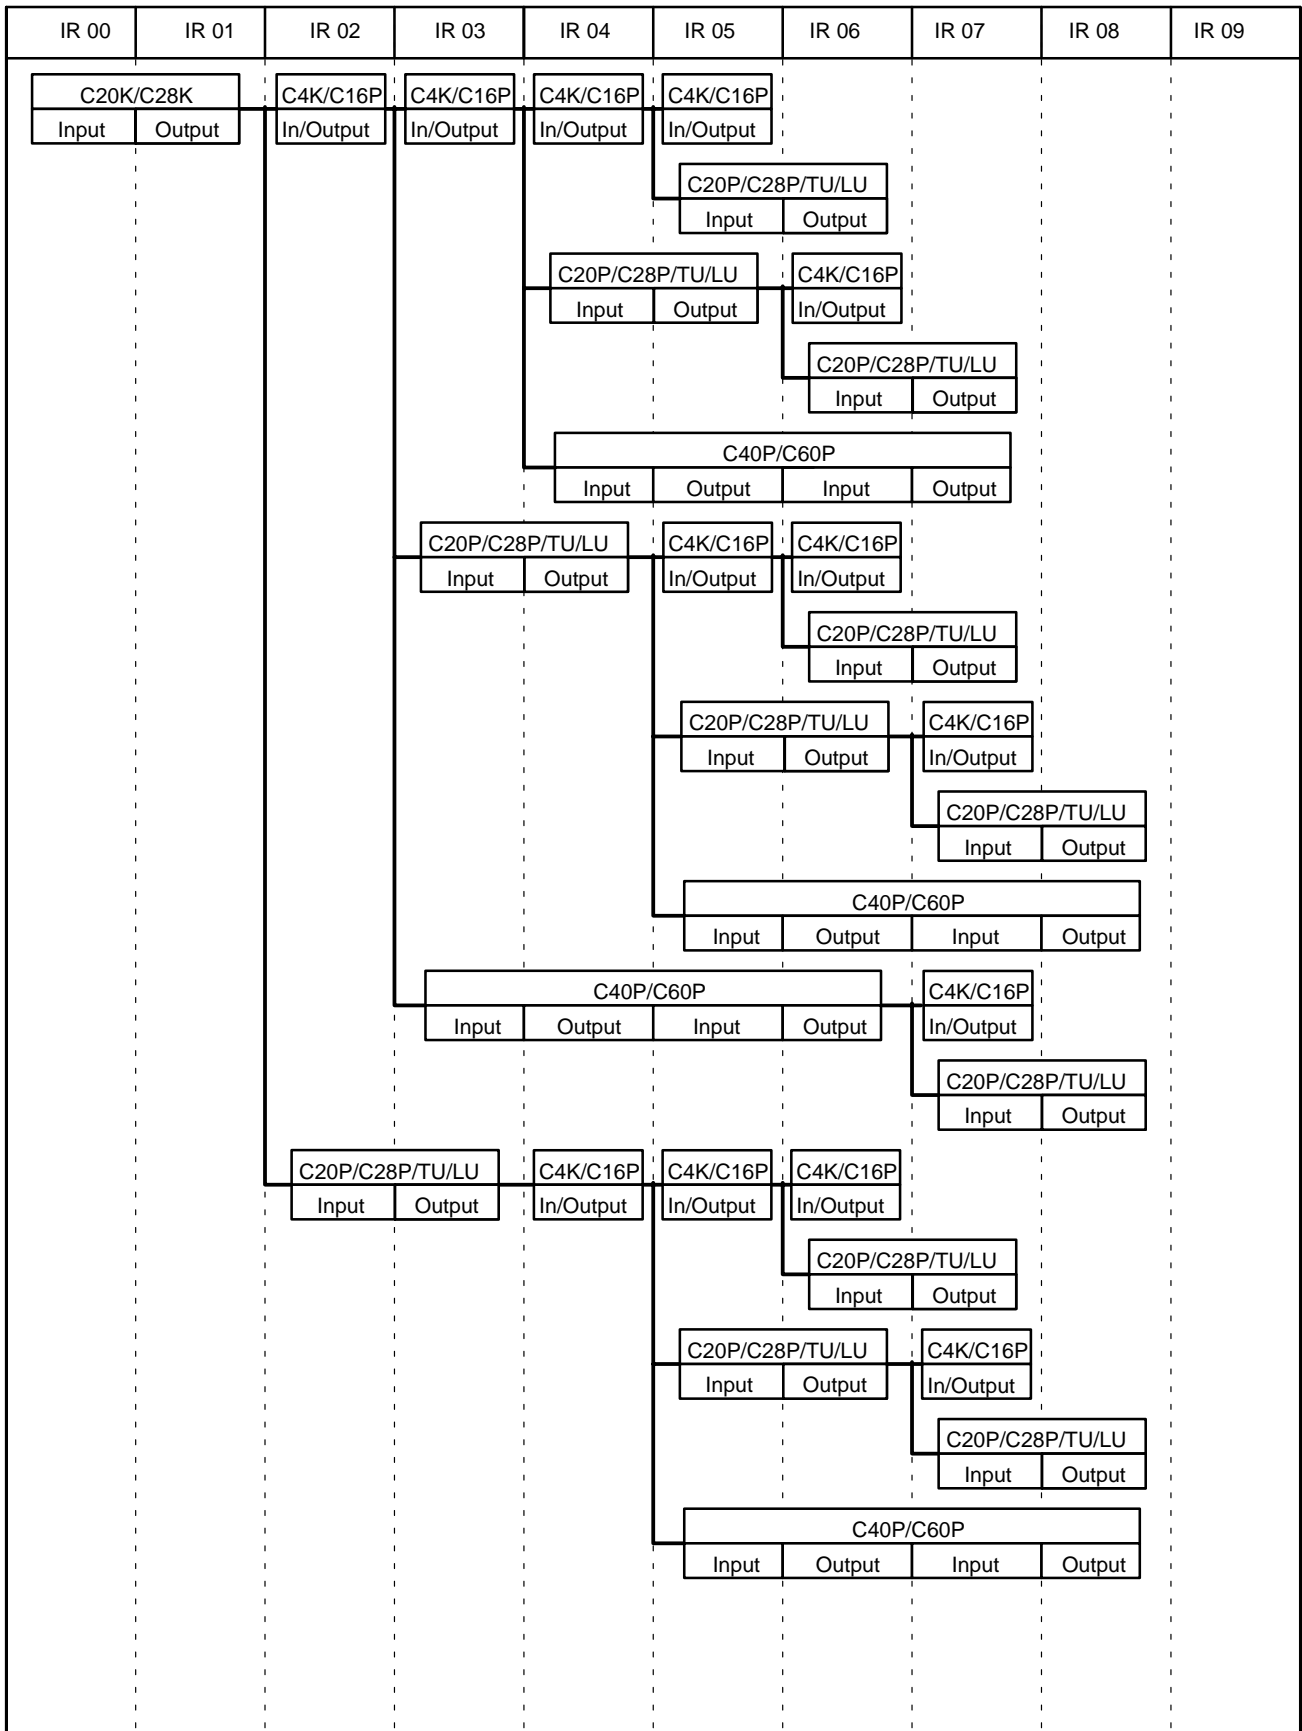 IR 00 IR 01 IR 02 IR 03 IR 04 IR 05 IR 06 IR 07 IR 08 IR 09
C20K/C28K C4K/C16P C4K/C16P C4K/C16P C4K/C16P
Input Output In/Output In/Output In/Output In/Output
C20P/C28P/TU/LU
Input Output
C20P/C28P/TU/LU C4K/C16P
Input Output In/Output
C20P/C28P/TU/LU
Input Output
C40P/C60P
Input Output Input Output
C20P/C28P/TU/LU C4K/C16P C4K/C16P
Input Output In/Output In/Output
C20P/C28P/TU/LU
Input Output
C20P/C28P/TU/LU C4K/C16P
Input Output In/Output
C20P/C28P/TU/LU
Input Output
C40P/C60P
Input Output Input Output
C40P/C60P C4K/C16P
Input Output Input Output In/Output
C20P/C28P/TU/LU
Input Output
C20P/C28P/TU/LU C4K/C16P C4K/C16P C4K/C16P
Input Output In/Output In/Output In/Output
C20P/C28P/TU/LU
Input Output
C20P/C28P/TU/LU C4K/C16P
Input Output In/Output
C20P/C28P/TU/LU
Input Output
C40P/C60P
Input Output Input Output